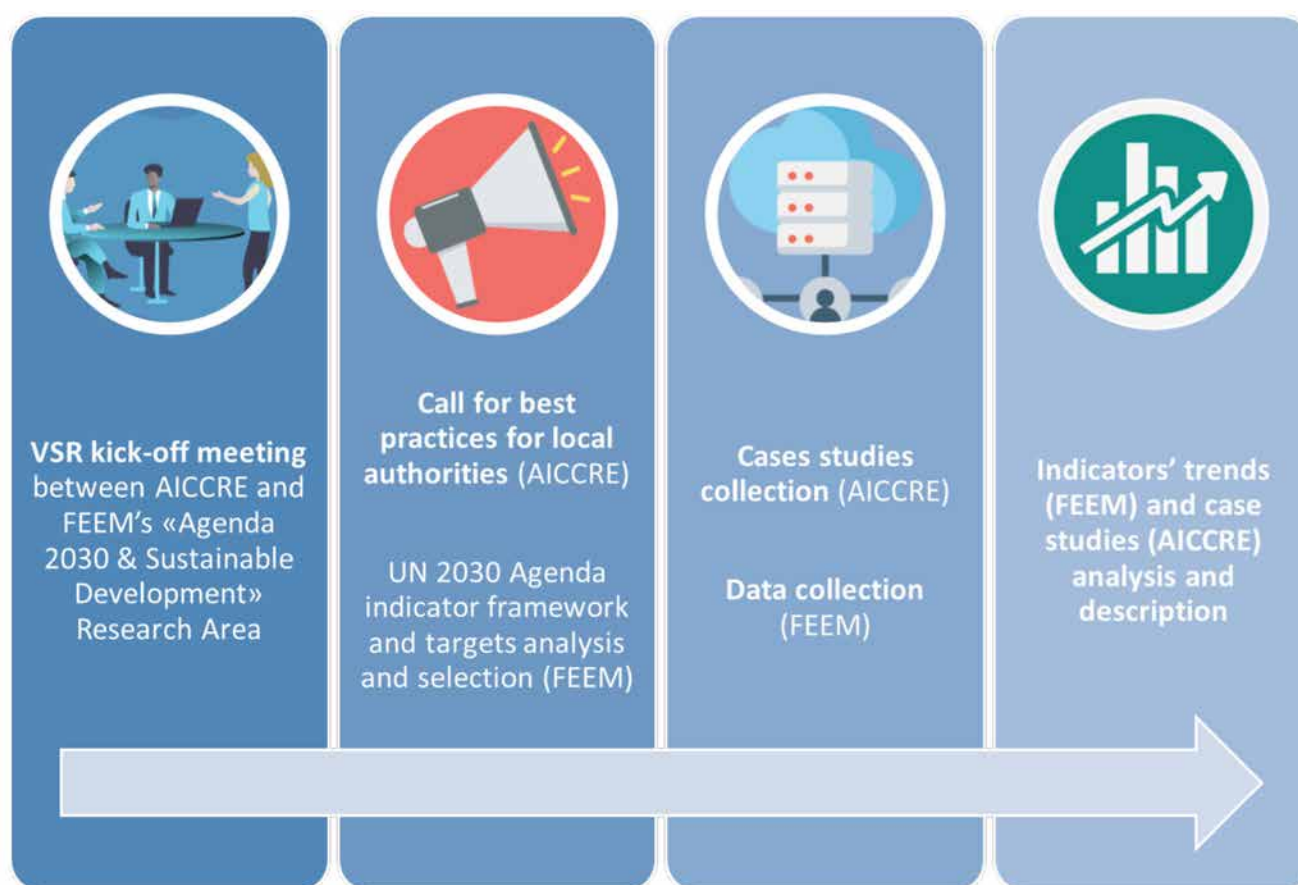 VSR kick-off meeting
between AICCRE and
FEEM’s «Agenda
2030 & Sustainable
Development»
Research Area
Call for best
practices for local
authorities (AICCRE)
UN 2030 Agenda
indicator framework
and targets analysis
and selection (FEEM)
Cases studies
collection (AICCRE)
Data collection
(FEEM)
Indicators’ trends
(FEEM) and case
studies (AICCRE)
analysis and
description